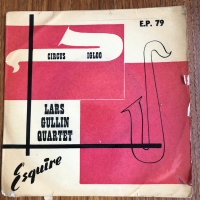 E.P. 79
CIRCUS IGLOO
LARS
GULLIN
QUARTET
Esquire